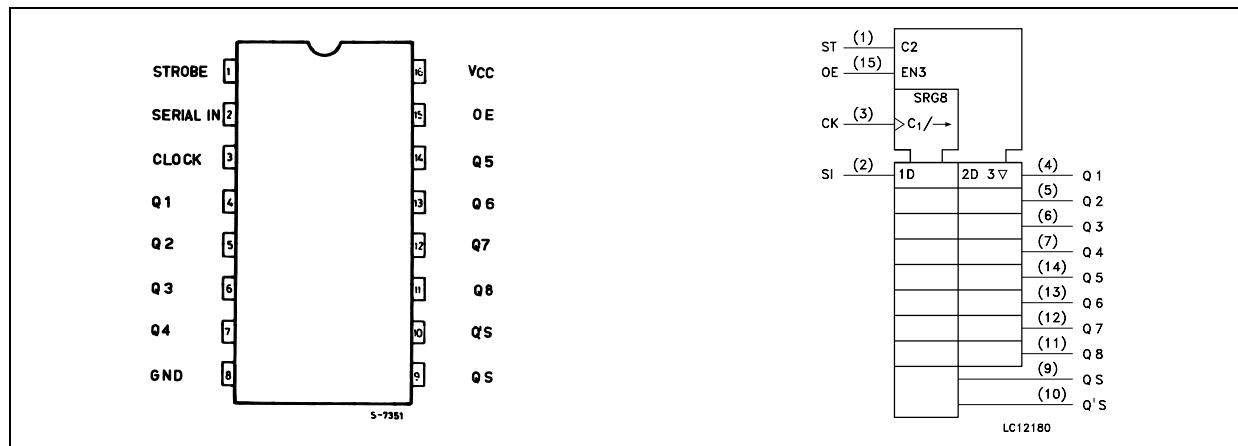 STROBE 1 16 VCC
SERIAL IN 2 15 OE
CLOCK 3 14 Q5
Q1 4 13 Q6
Q2 5 12 Q7
Q3 6 11 Q8
Q4 7 10 Q'S
GND 8 9 QS
S-7351
ST (1) C2
OE (15) EN3
SRG8
CK (3) C1/→
SI (2) 1D 2D 3▽ (4) Q1
(5) Q2
(6) Q3
(7) Q4
(14) Q5
(13) Q6
(12) Q7
(11) Q8
(9) QS
(10) Q'S
LC12180